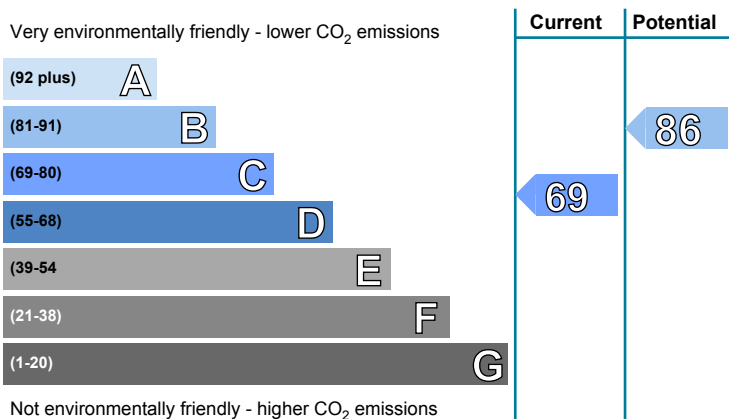 Very environmentally friendly - lower CO2 emissions
Current
Potential
(92 plus) A
(81-91) B
86
(69-80) C
69
(55-68) D
(39-54 E
(21-38) F
(1-20) G
Not environmentally friendly - higher CO2 emissions